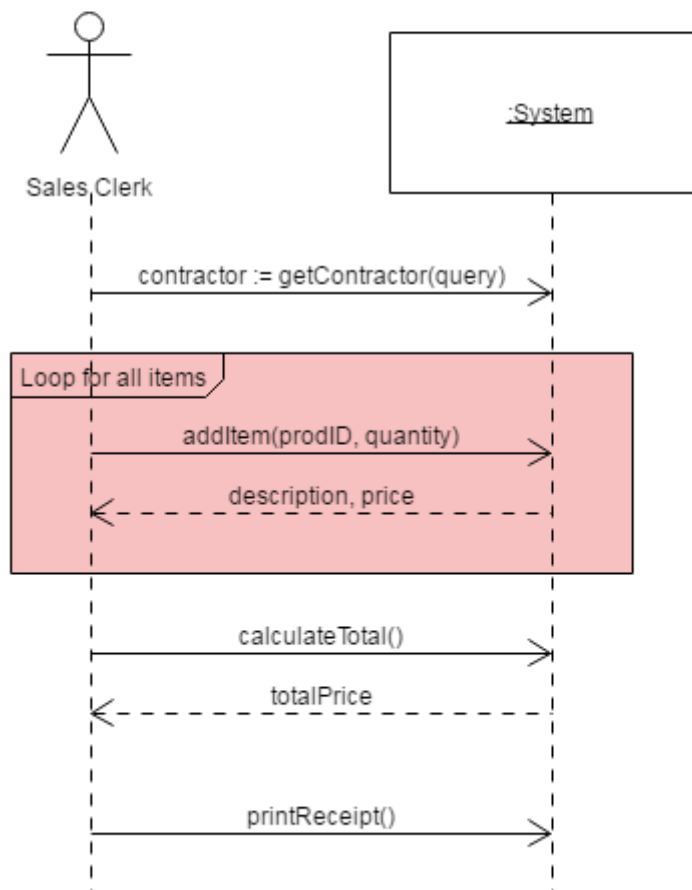 :System
Sales Clerk
contractor := getContractor(query)
Loop for all items
addItem(prodID, quantity)
description, price
calculateTotal()
totalPrice
printReceipt()